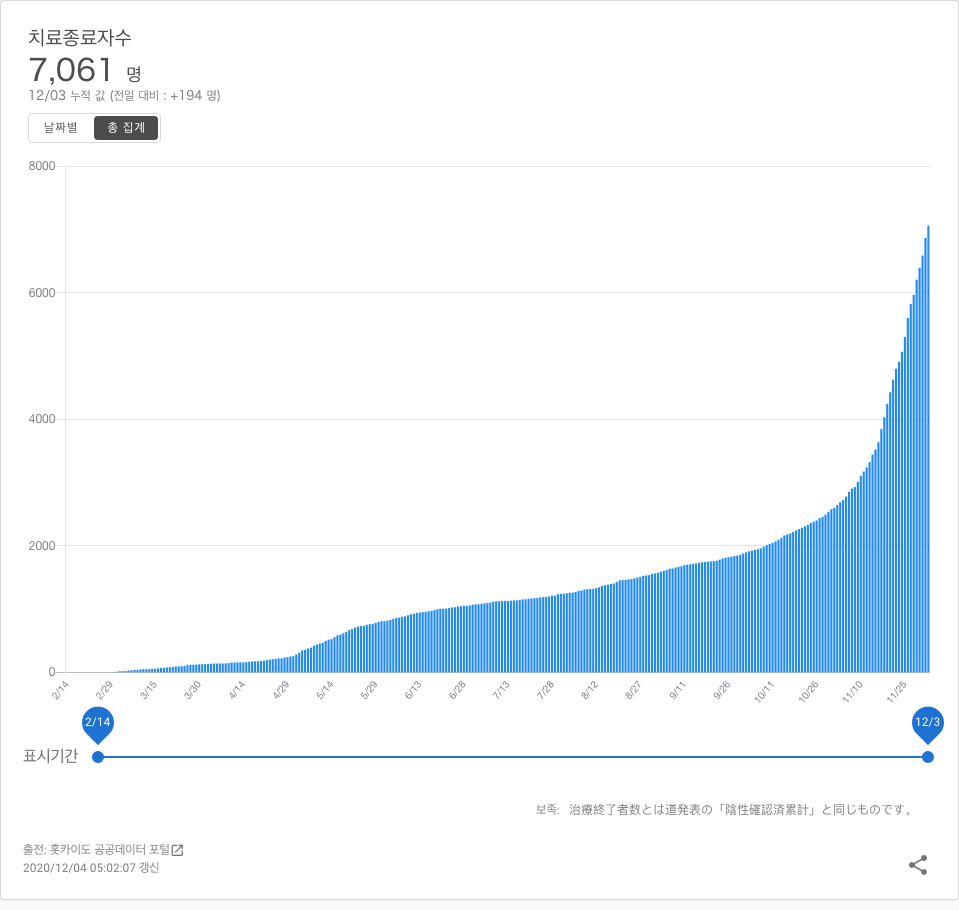 치료종료자수
7,061 명
12/03 누적 값 (전일 대비 : +194 명)
날짜별 총 집계
8000
6000
4000
2000
0
2/14 2/29 3/15 3/30 4/14 4/29 5/14 5/29 6/13 6/28 7/13 7/28 8/12 8/27 9/11 9/26 10/11 10/26 11/10 11/25
2/14 12/3
표시기간
보족: 治療終了者数とは道発表の「陰性確認済累計」と同じものです。
출전: 홋카이도 공공데이터 포털
2020/12/04 05:02:07 갱신